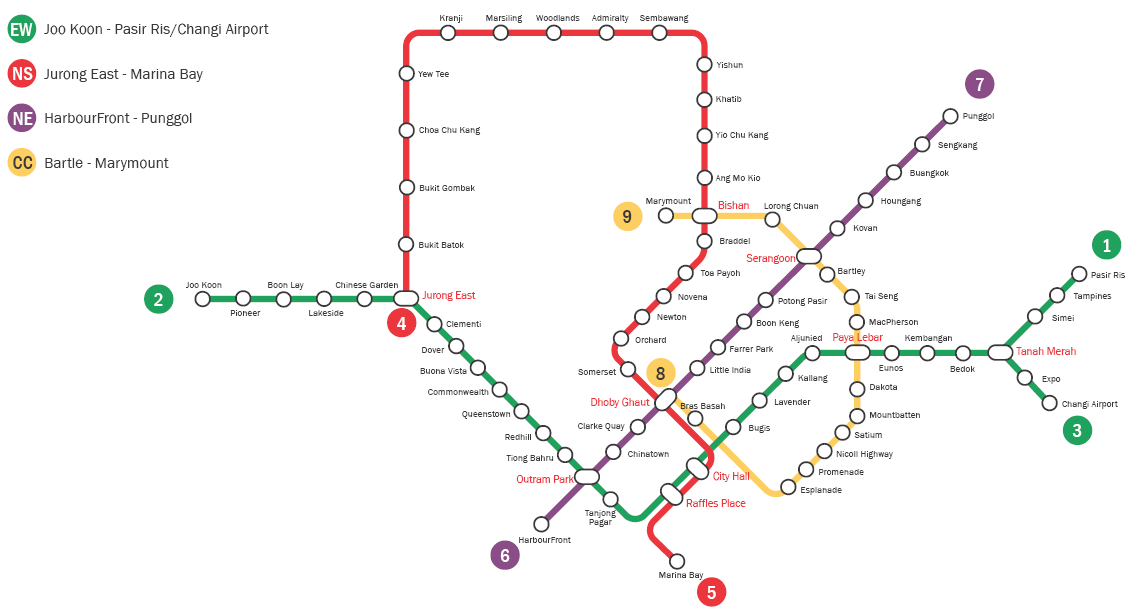 EW Joo Koon - Pasir Ris/Changi Airport
NS Jurong East - Marina Bay
NE HarbourFront - Punggol
CC Bartle - Marymount
Kranji
Marsiling
Woodlands
Admiralty
Sembawang
Yew Tee
Choa Chu Kang
Bukit Gombak
Bukit Batok
Yishun
Khatib
Yio Chu Kang
Ang Mo Kio
7
Punggol
Sengkang
Buangkok
Houngang
Kovan
9
Marymount
Bishan
Lorong Chuan
Braddel
Serangoon
Toa Payoh
Novena
Newton
Orchard
Somerset
Bartley
Tai Seng
MacPherson
Potong Pasir
Boon Keng
Farrer Park
Little India
1
Pasir Ris
Tampines
Simei
2
Joo Koon
Pioneer
Boon Lay
Lakeside
Chinese Garden
Jurong East
4
Clementi
Dover
Buona Vista
Commonwealth
Queenstown
Redhill
Tiong Bahru
Outram Park
Aljunied
Paya Lebar
Eunos
Kembangan
Bedok
Tanah Merah
Expo
Changi Airport
3
Kallang
Lavender
Bugis
8
Dhoby Ghaut
Bras Basah
Clarke Quay
Chinatown
Dakota
Mountbatten
Satium
Nicoll Highway
Promenade
Esplanade
City Hall
Raffles Place
Tanjong
Pagar
HarbourFront
6
Marina Bay
5